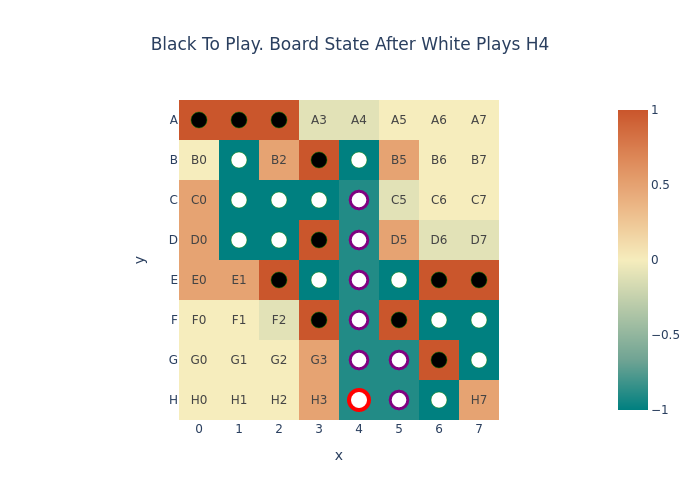 Black To Play. Board State After White Plays H4
A A3 A4 A5 A6 A7 1
B B0 B2 B5 B6 B7
C C0 C5 C6 C7 0.5
D D0 D5 D6 D7
y E E0 E1 0
F F0 F1 F2 −0.5
G G0 G1 G2 G3
H H0 H1 H2 H3 H7 −1
0 1 2 3 4 5 6 7
x